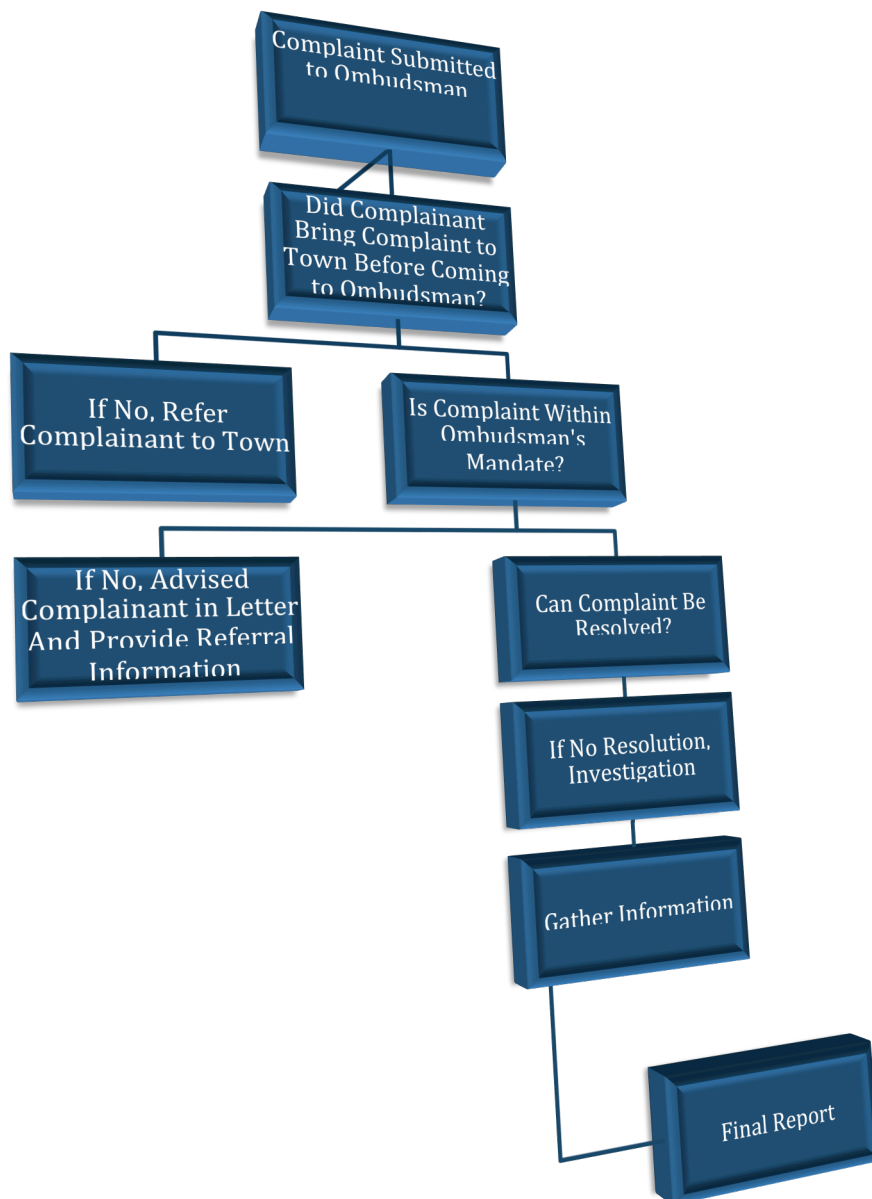 Complaint Submitted
to Ombudsman
Did Complainant
Bring Complaint to
Town Before Coming
to Ombudsman?
If No, Refer
Complainant to Town
Is Complaint Within
Ombudsman's
Mandate?
If No, Advised
Complainant in Letter
And Provide Referral
Information
Can Complaint Be
Resolved?
If No Resolution,
Investigation
Gather Information
Final Report